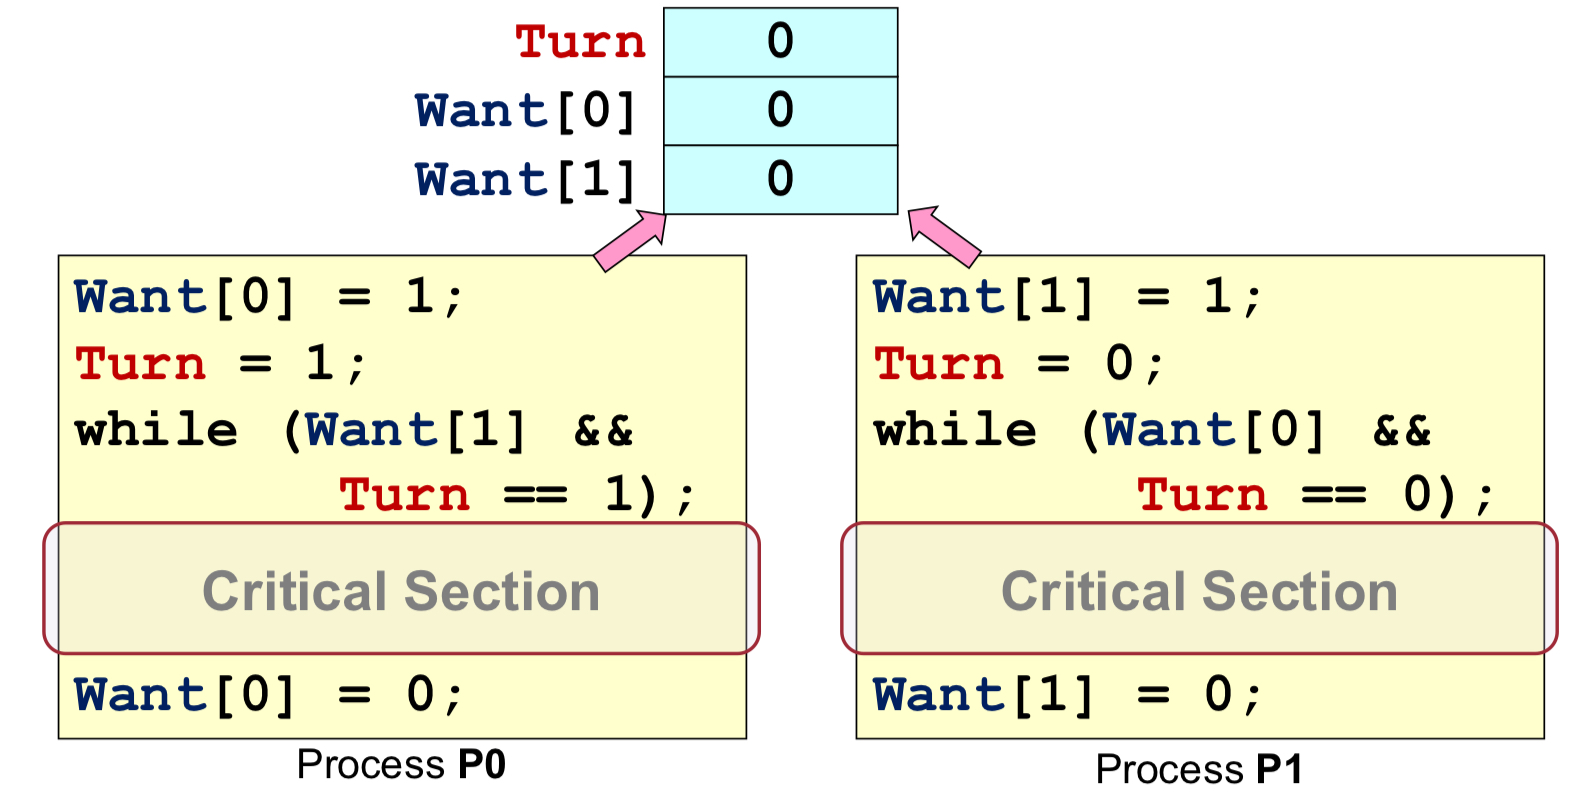 Turn 0
Want[0] 0
Want[1] 0
Want[0] = 1;
Turn = 1;
while (Want[1] &&
Turn == 1);
Critical Section
Want[0] = 0;
Process P0
Want[1] = 1;
Turn = 0;
while (Want[0] &&
Turn == 0);
Critical Section
Want[1] = 0;
Process P1